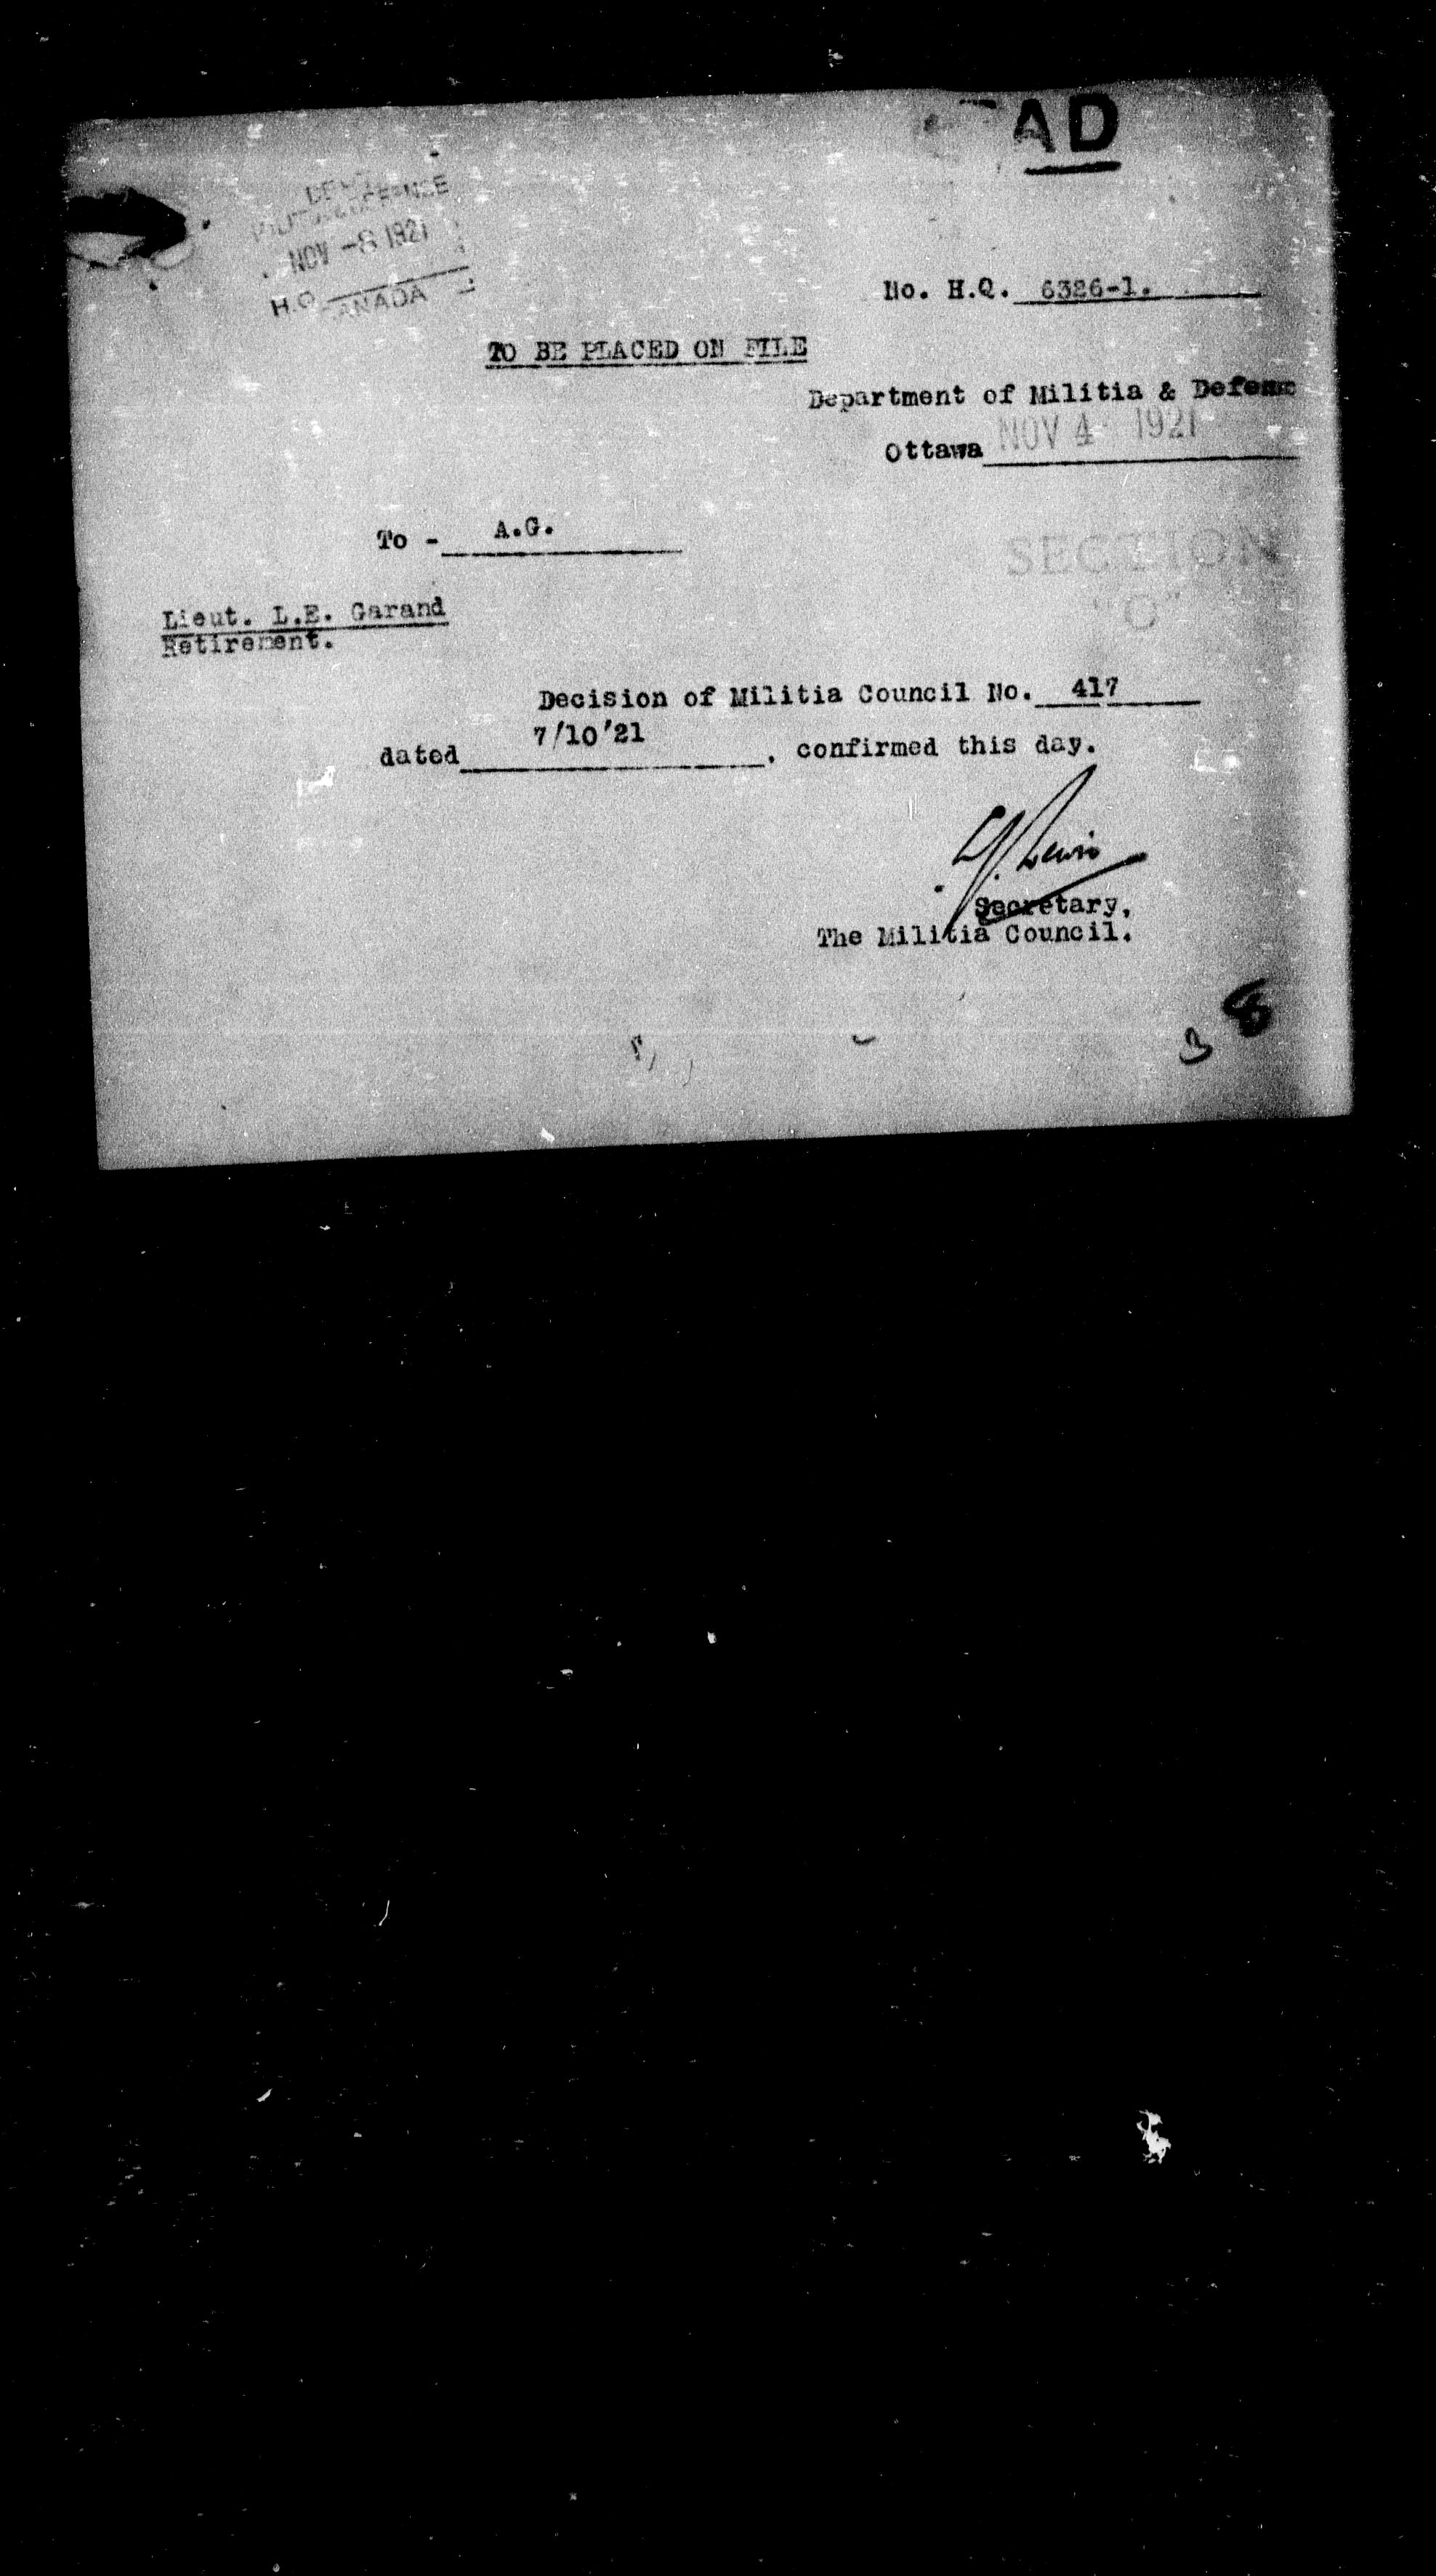 AD
NOV -8 1921
H.Q. CANADA
No. H.Q. 6326-1.
TO BE PLACED ON FILE
Department of Militia & Defence
Ottawa NOV 4 1921
To - A.G.
SECTION
"O"
Lieut. L.E. Garand
Retirement.
Decision of Militia Council No. 417
dated 7/10'21, confirmed this day.
Secretary,
The Militia Council.
8
3